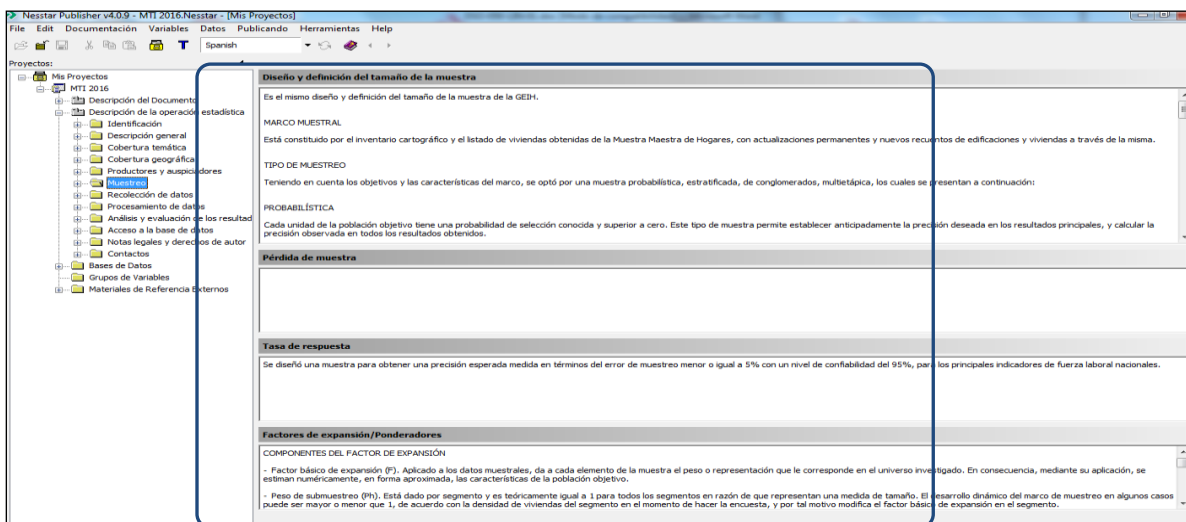 Nesstar Publisher v4.0.9 - MTI 2016.Nesstar - [Mis Proyectos]
File Edit Documentación Variables Datos Publicando Herramientas Help
T Spanish
Proyectos:
Mis Proyectos
MTI 2016
Descripción del Documento
Descripción de la operación estadística
Identificación
Descripción general
Cobertura temática
Cobertura geográfica
Productores y auspiciadores
Muestreo
Recolección de datos
Procesamiento de datos
Análisis y evaluación de los resultad
Acceso a la base de datos
Notas legales y derechos de autor
Contactos
Bases de Datos
Grupos de Variables
Materiales de Referencia Externos
Diseño y definición del tamaño de la muestra
Es el mismo diseño y definición del tamaño de la muestra de la GEIH.
MARCO MUESTRAL
Está constituido por el inventario cartográfico y el listado de viviendas obtenidas de la Muestra Maestra de Hogares, con actualizaciones permanentes y nuevos recuentos de edificaciones y viviendas a través de la misma.
TIPO DE MUESTREO
Teniendo en cuenta los objetivos y las características del marco, se optó por una muestra probabilística, estratificada, de conglomerados, multietápica, los cuales se presentan a continuación:
PROBABILÍSTICA
Cada unidad de la población objetivo tiene una probabilidad de selección conocida y superior a cero. Este tipo de muestra permite establecer anticipadamente la precisión deseada en los resultados principales, y calcular la
precisión observada en todos los resultados obtenidos.
Pérdida de muestra
Tasa de respuesta
Se diseñó una muestra para obtener una precisión esperada medida en términos del error de muestreo menor o igual a 5% con un nivel de confiabilidad del 95%, para los principales indicadores de fuerza laboral nacionales.
Factores de expansión/Ponderadores
COMPONENTES DEL FACTOR DE EXPANSIÓN
- Factor básico de expansión (F). Aplicado a los datos muestrales, da a cada elemento de la muestra el peso o representación que le corresponde en el universo investigado. En consecuencia, mediante su aplicación, se
estiman numéricamente, en forma aproximada, las características de la población objetivo.
- Peso de submuestreo (Ph). Está dado por segmento y es teóricamente igual a 1 para todos los segmentos en razón de que representan una medida de tamaño. El desarrollo dinámico del marco de muestreo en algunos casos
puede ser mayor o menor que 1, de acuerdo con la densidad de viviendas del segmento en el momento de hacer la encuesta, y por tal motivo modifica el factor básico de expansión en el segmento.